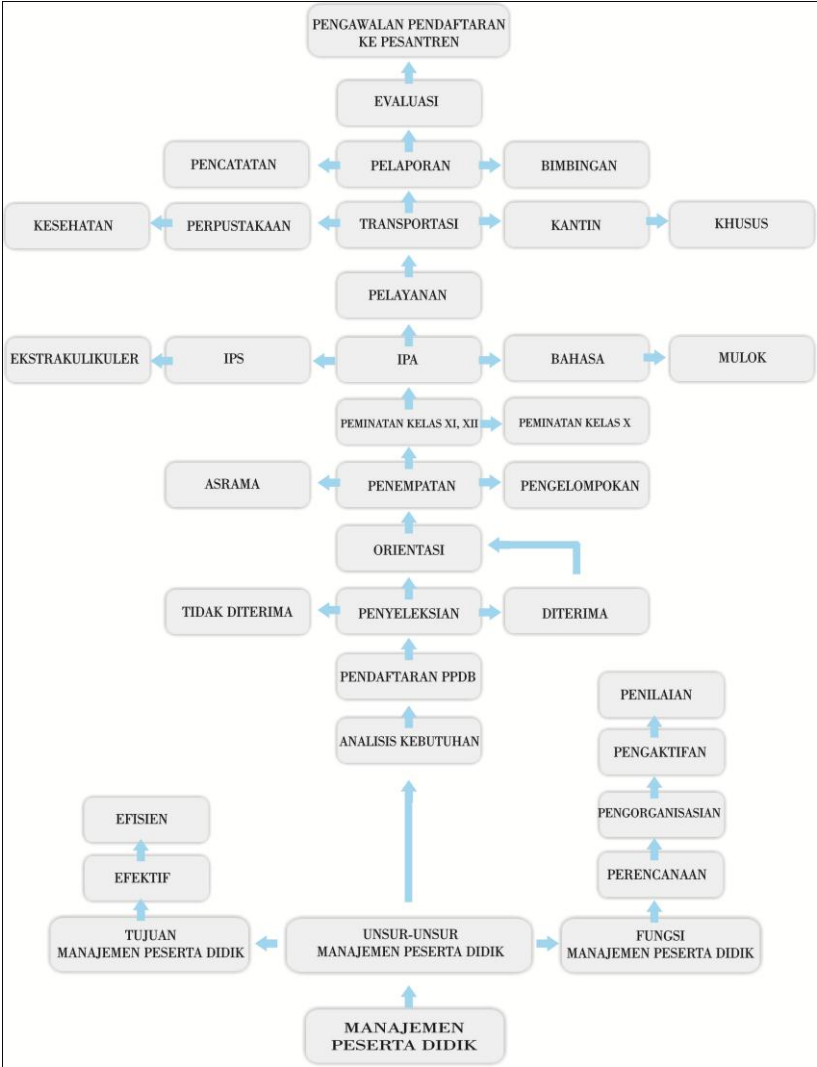 PENGAWALAN PENDAFTARAN
KE PESANTREN
EVALUASI
PENCATATAN
PELAPORAN
BIMBINGAN
KESEHATAN
PERPUSTAKAAN
TRANSPORTASI
KANTIN
KHUSUS
PELAYANAN
EKSTRAKULIKULER
IPS
IPA
BAHASA
MULOK
PEMINATAN KELAS XI, XII
PEMINATAN KELAS X
ASRAMA
PENEMPATAN
PENGELOMPOKAN
ORIENTASI
TIDAK DITERIMA
PENYELEKSIAN
DITERIMA
PENDAFTARAN PPDB
PENILAIAN
ANALISIS KEBUTUHAN
PENGAKTIFAN
EFISIEN
PENGORGANISASIAN
EFEKTIF
PERENCANAAN
TUJUAN
MANAJEMEN PESERTA DIDIK
UNSUR-UNSUR
MANAJEMEN PESERTA DIDIK
FUNGSI
MANAJEMEN PESERTA DIDIK
MANAJEMEN
PESERTA DIDIK